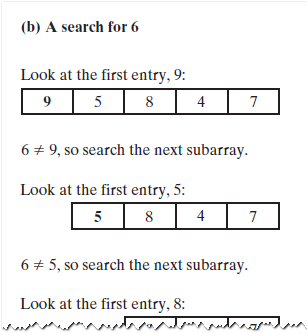 (b) A search for 6
Look at the first entry, 9:
9 5 8 4 7
6 ≠ 9, so search the next subarray.
Look at the first entry, 5:
5 8 4 7
6 ≠ 5, so search the next subarray.
Look at the first entry, 8: